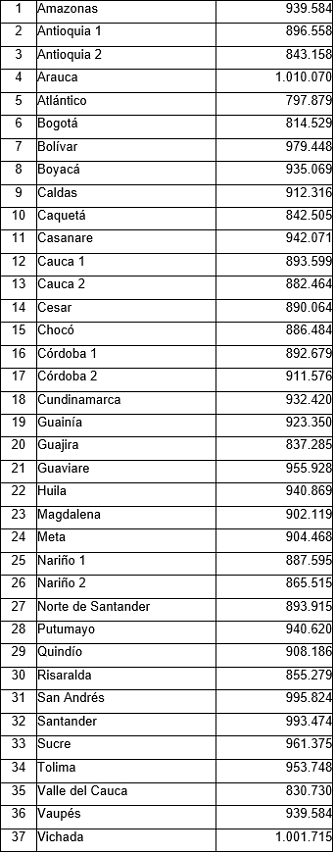 1 Amazonas 939.584
2 Antioquia 1 896.558
3 Antioquia 2 843.158
4 Arauca 1.010.070
5 Atlántico 797.879
6 Bogotá 814.529
7 Bolívar 979.448
8 Boyacá 935.069
9 Caldas 912.316
10 Caquetá 842.505
11 Casanare 942.071
12 Cauca 1 893.599
13 Cauca 2 882.464
14 Cesar 890.064
15 Chocó 886.484
16 Córdoba 1 892.679
17 Córdoba 2 911.576
18 Cundinamarca 932.420
19 Guainía 923.350
20 Guajira 837.285
21 Guaviare 955.928
22 Huila 940.869
23 Magdalena 902.119
24 Meta 904.468
25 Nariño 1 887.595
26 Nariño 2 865.515
27 Norte de Santander 893.915
28 Putumayo 940.620
29 Quindío 908.186
30 Risaralda 855.279
31 San Andrés 995.824
32 Santander 993.474
33 Sucre 961.375
34 Tolima 953.748
35 Valle del Cauca 830.730
36 Vaupés 939.584
37 Vichada 1.001.715